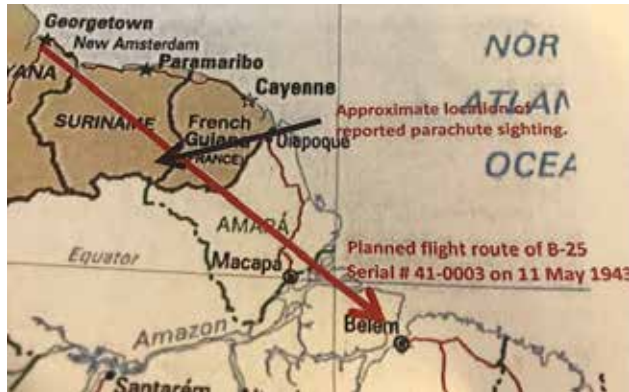 Georgetown
New Amsterdam
Paramaribo
YANA
Cayenne
SURINAME
French
Guiana
(FRANCE)
Oiapoque
NOR
ATLAN
OCEA
Approximate location of
reported parachute sighting.
AMAPÁ
Equator
Macapá
Planned flight route of B-25
Serial # 41-0003 on 11 May 1943
Belém
Amazon
Santarém